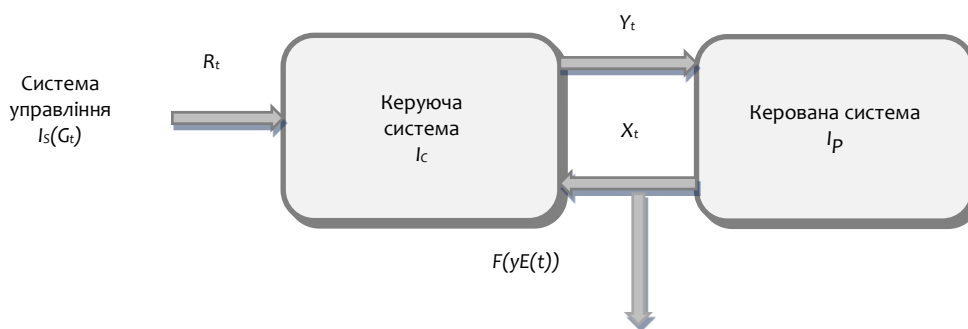 Система
управління
IS(Gt)
Rt
Керуюча
система
IC
Yt
Xt
Керована система
IP
F(yE(t))